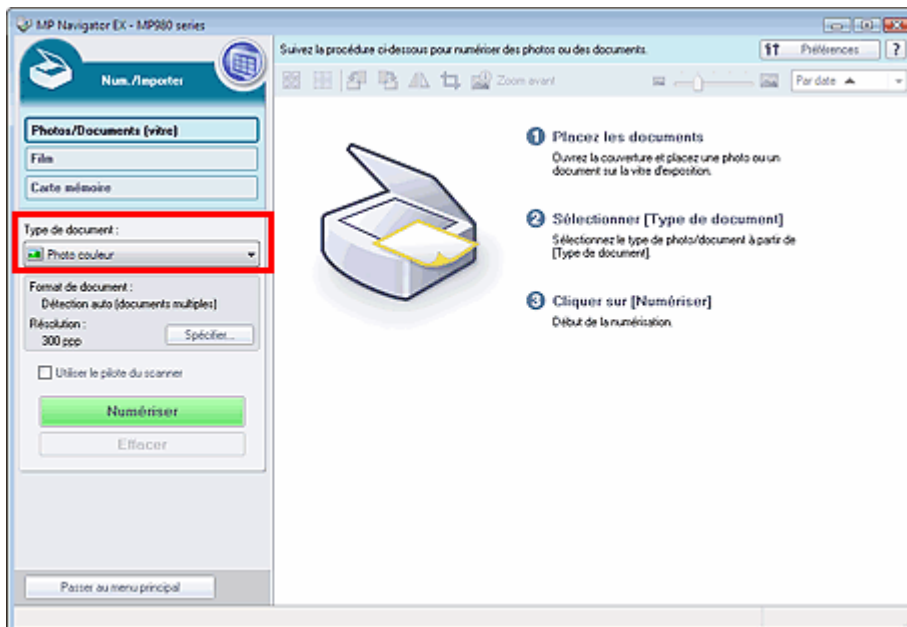 MP Navigator EX - MP980 series
Num./Importer
Photos/Documents (vitre)
Film
Carte mémoire
Type de document :
Photo couleur
Format de document :
Détection auto (documents multiples)
Résolution :
300 ppp
Spécifier...
Utiliser le pilote du scanner
Numériser
Effacer
Passer au menu principal
Suivez la procédure ci-dessous pour numériser des photos ou des documents.
Préférences
?
Zoom avant
Par date
1 Placez les documents
Ouvrez la couverture et placez une photo ou un
document sur la vitre d'exposition.
2 Sélectionner [Type de document]
Sélectionnez le type de photo/document à partir de
[Type de document].
3 Cliquer sur [Numériser]
Début de la numérisation.